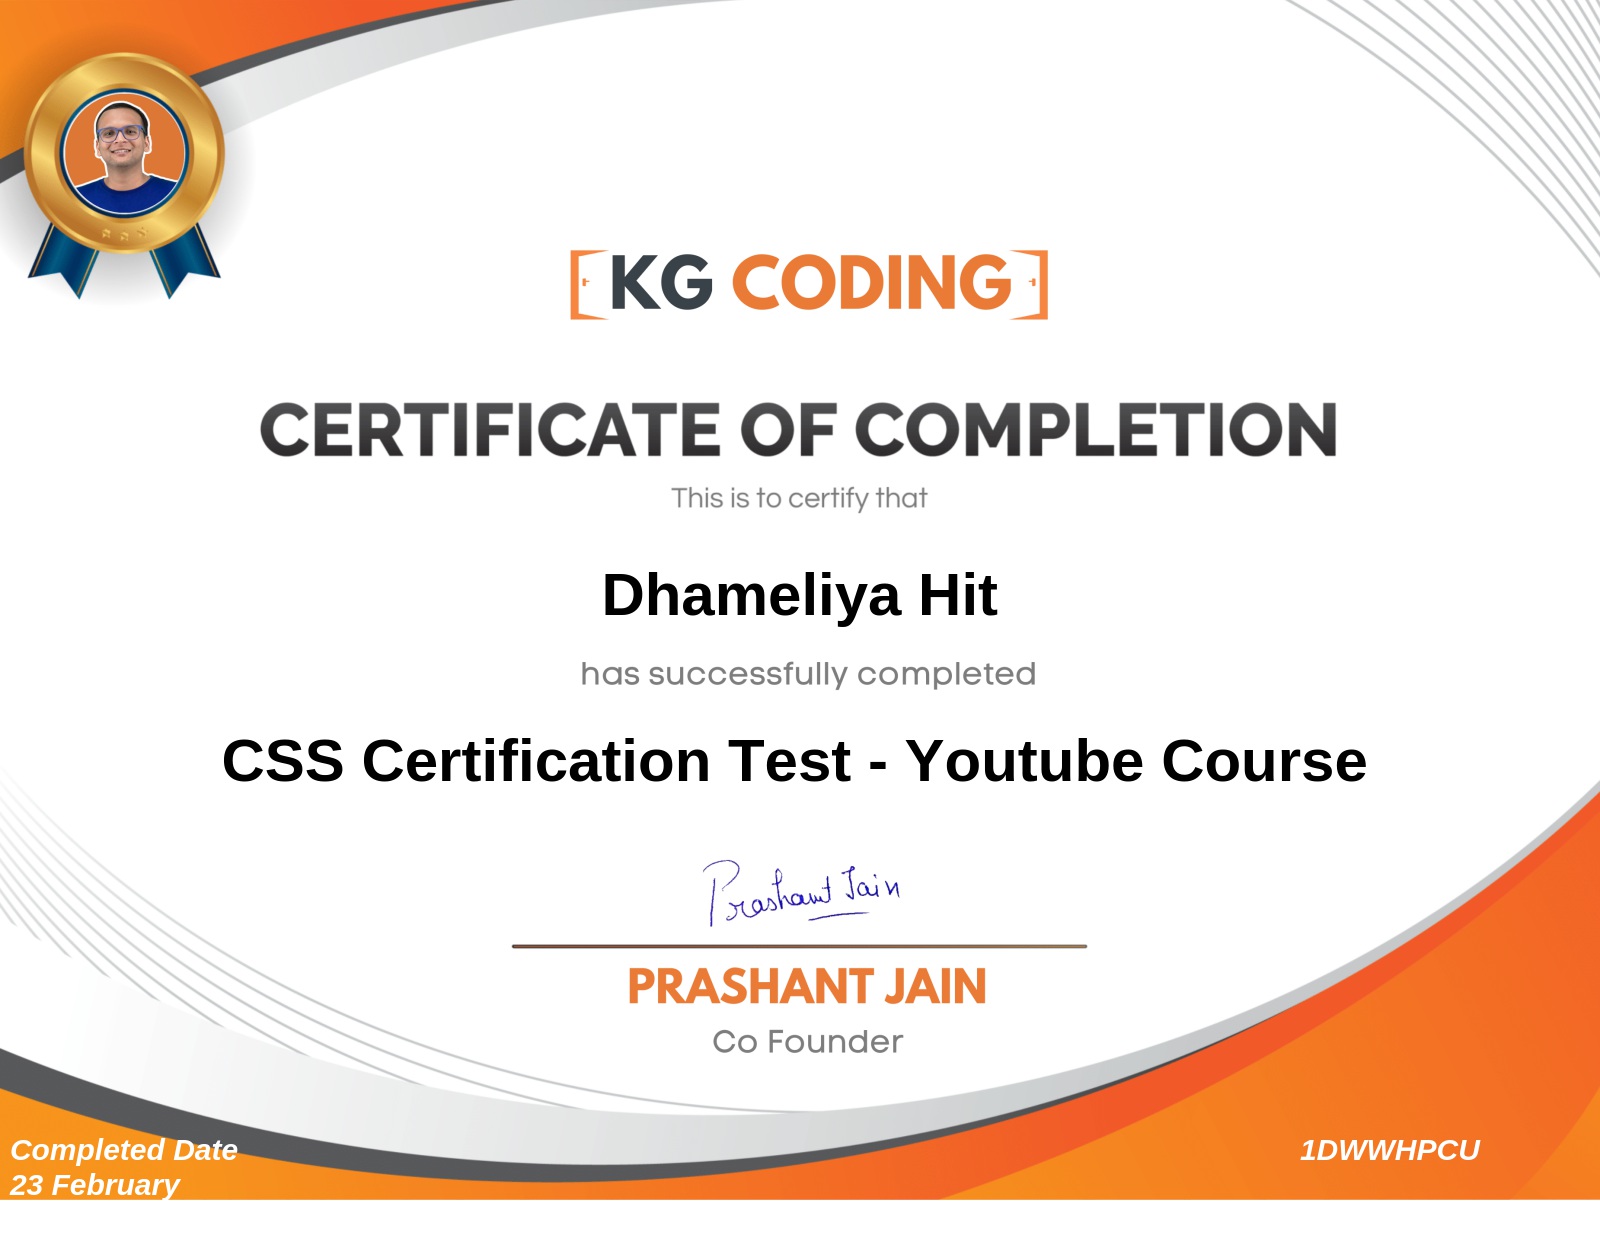 KG CODING
CERTIFICATE OF COMPLETION
This is to certify that
Dhameliya Hit
has successfully completed
CSS Certification Test - Youtube Course
Prashant Jain
PRASHANT JAIN
Co Founder
Completed Date
23 February
1DWWHPCU